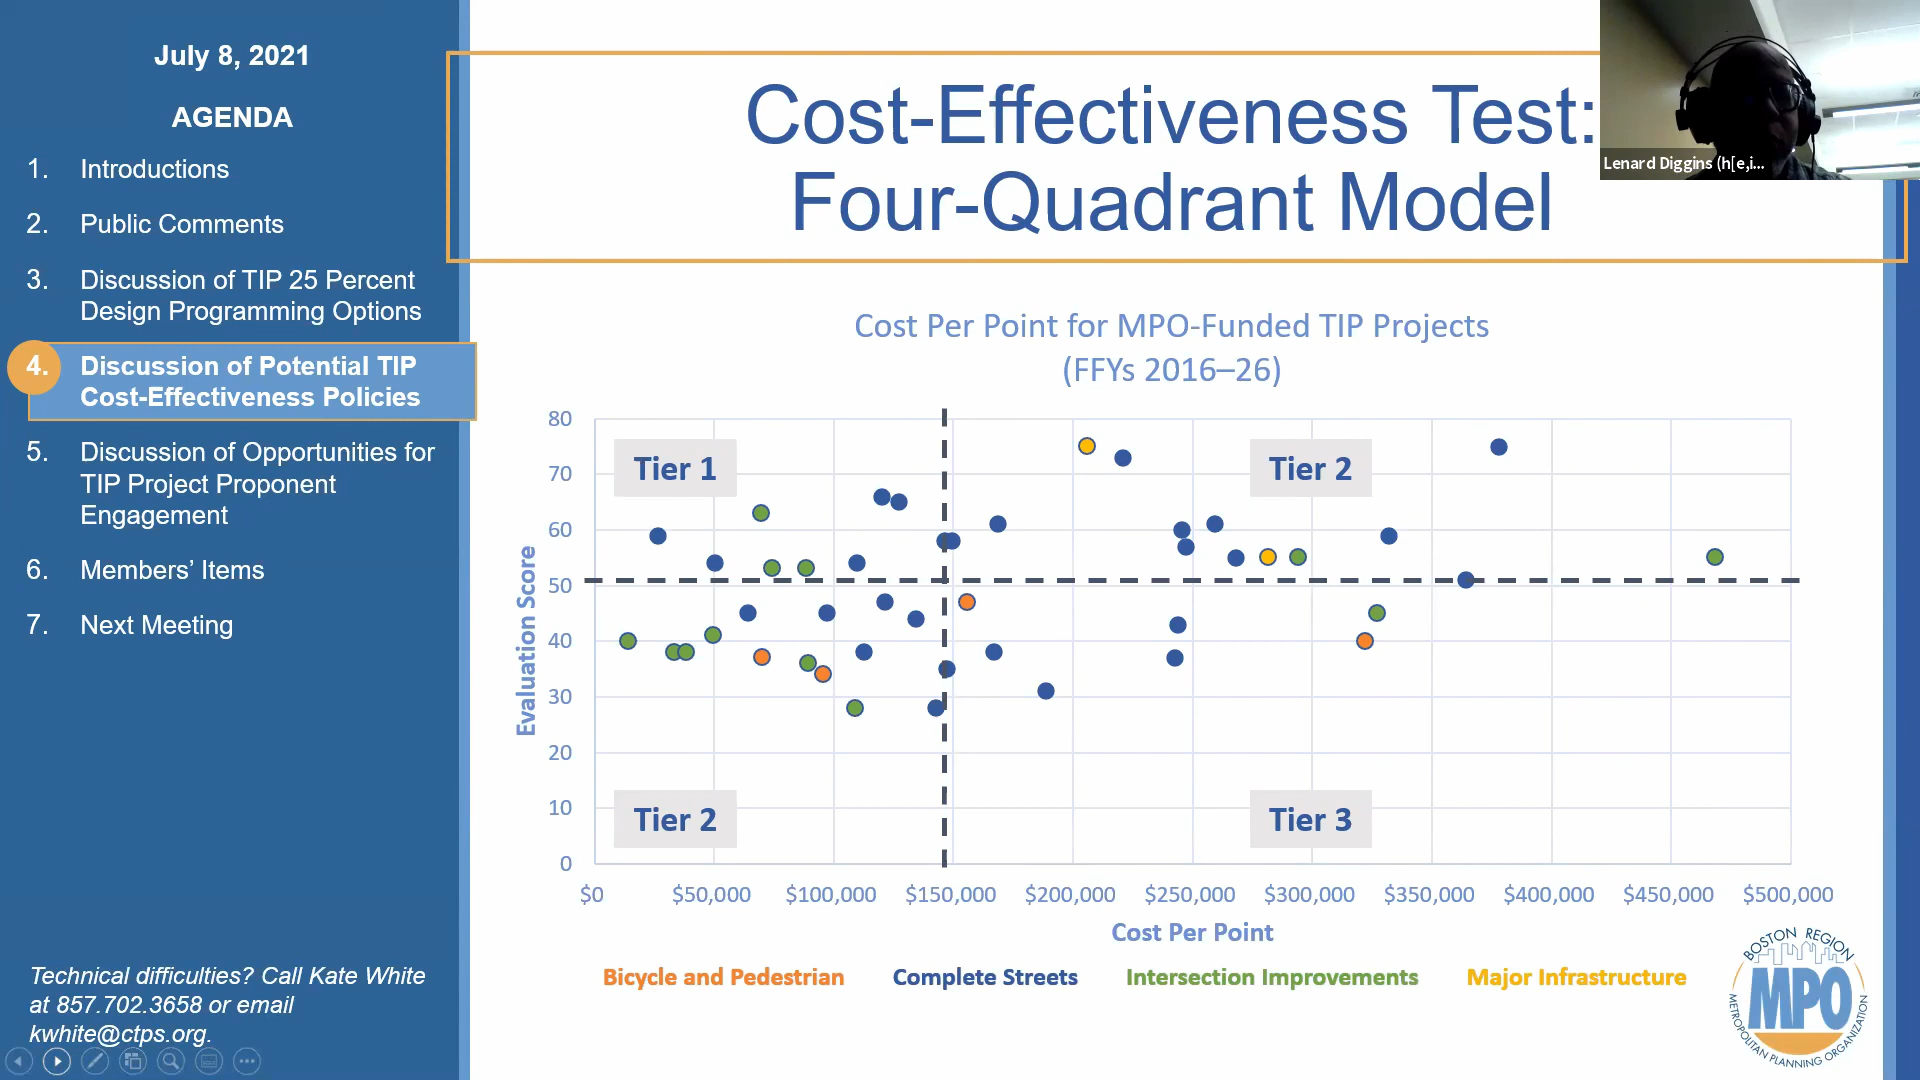 July 8, 2021
AGENDA
1. Introductions
2. Public Comments
3. Discussion of TIP 25 Percent
Design Programming Options
4. Discussion of Potential TIP
Cost-Effectiveness Policies
5. Discussion of Opportunities for
TIP Project Proponent
Engagement
6. Members’ Items
7. Next Meeting
Technical difficulties? Call Kate White
at 857.702.3658 or email
kwhite@ctps.org.
Cost-Effectiveness Test:
Four-Quadrant Model
Lenard Diggins (h[e,i...
Cost Per Point for MPO-Funded TIP Projects
(FFYs 2016–26)
Evaluation Score
80
70
60
50
40
30
20
10
0
Tier 1
Tier 2
Tier 2
Tier 3
$0 $50,000 $100,000 $150,000 $200,000 $250,000 $300,000 $350,000 $400,000 $450,000 $500,000
Cost Per Point
Bicycle and Pedestrian Complete Streets Intersection Improvements Major Infrastructure
BOSTON REGION
MPO
METROPOLITAN PLANNING ORGANIZATION